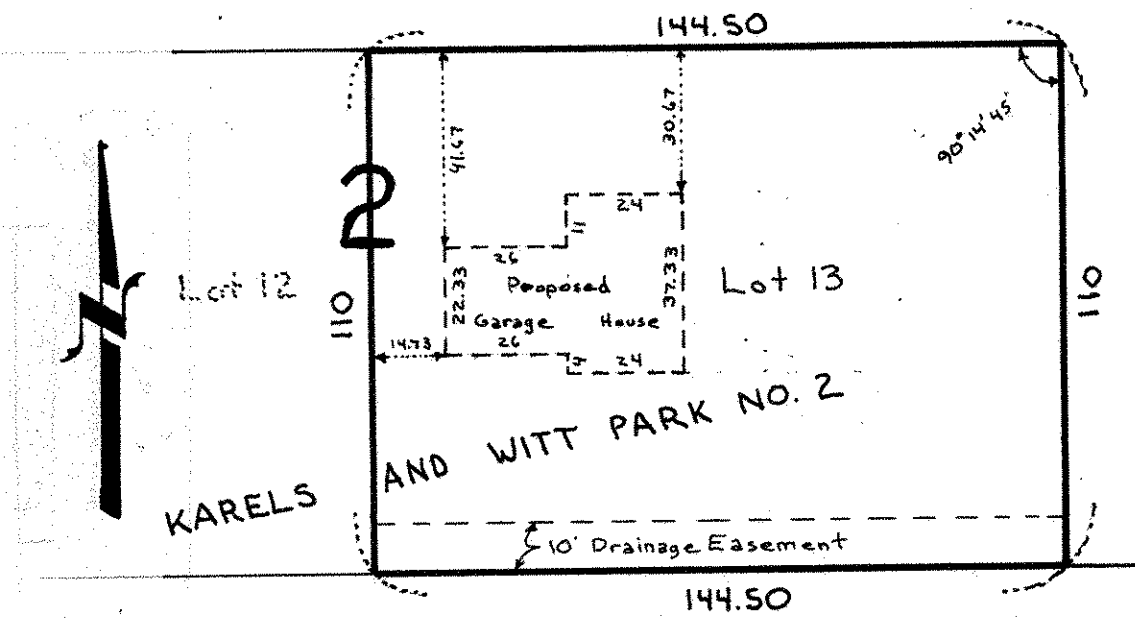 144.50
90° 14' 45'
41.67
30.67
2
24
11
26
22.33
Proposed
37.33
Lot 13
Lot 12
110
110
Garage House
14.73
26
4
24
KARELS AND WITT PARK NO. 2
10' Drainage Easement
144.50